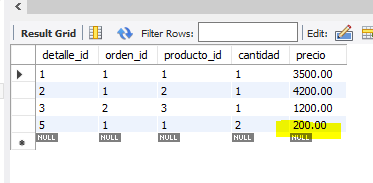 Result Grid Filter Rows: Edit:
detalle_id orden_id producto_id cantidad precio
1 1 1 1 3500.00
2 1 2 1 4200.00
3 2 3 1 1200.00
5 1 1 2 200.00
NULL NULL NULL NULL NULL